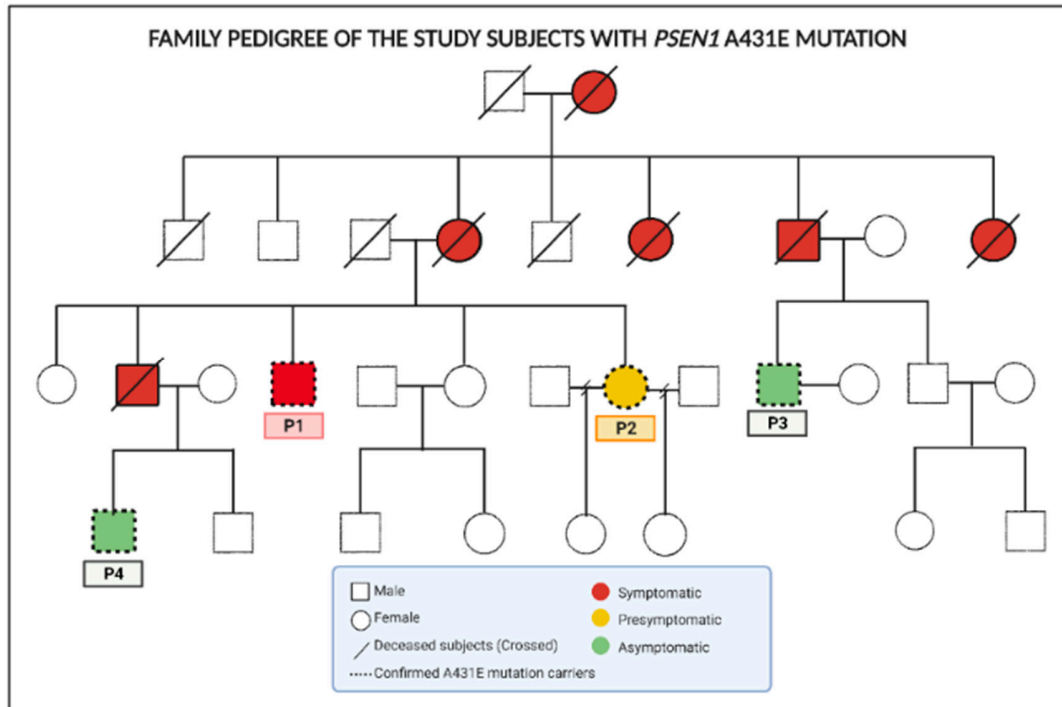 FAMILY PEDIGREE OF THE STUDY SUBJECTS WITH PSEN1 A431E MUTATION
P1
P2
P3
P4
Male
Female
Deceased subjects (Crossed)
Confirmed A431E mutation carriers
Symptomatic
Presymptomatic
Asymptomatic